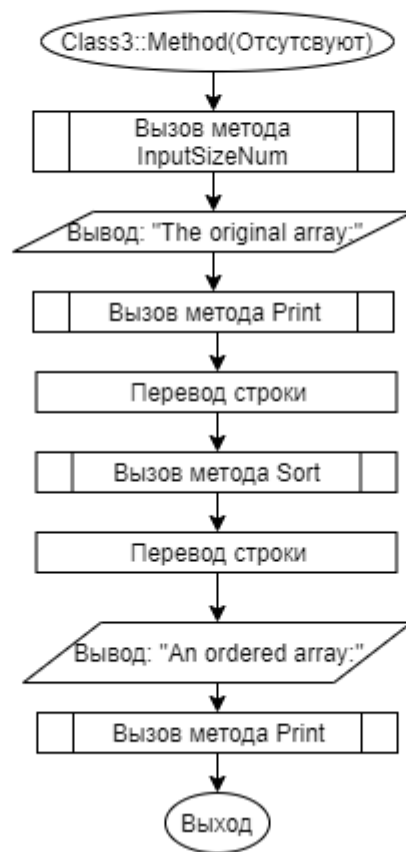 Class3::Method(Отсутсвуют)
Вызов метода
InputSizeNum
Вывод: "The original array:"
Вызов метода Print
Перевод строки
Вызов метода Sort
Перевод строки
Вывод: "An ordered array:"
Вызов метода Print
Выход